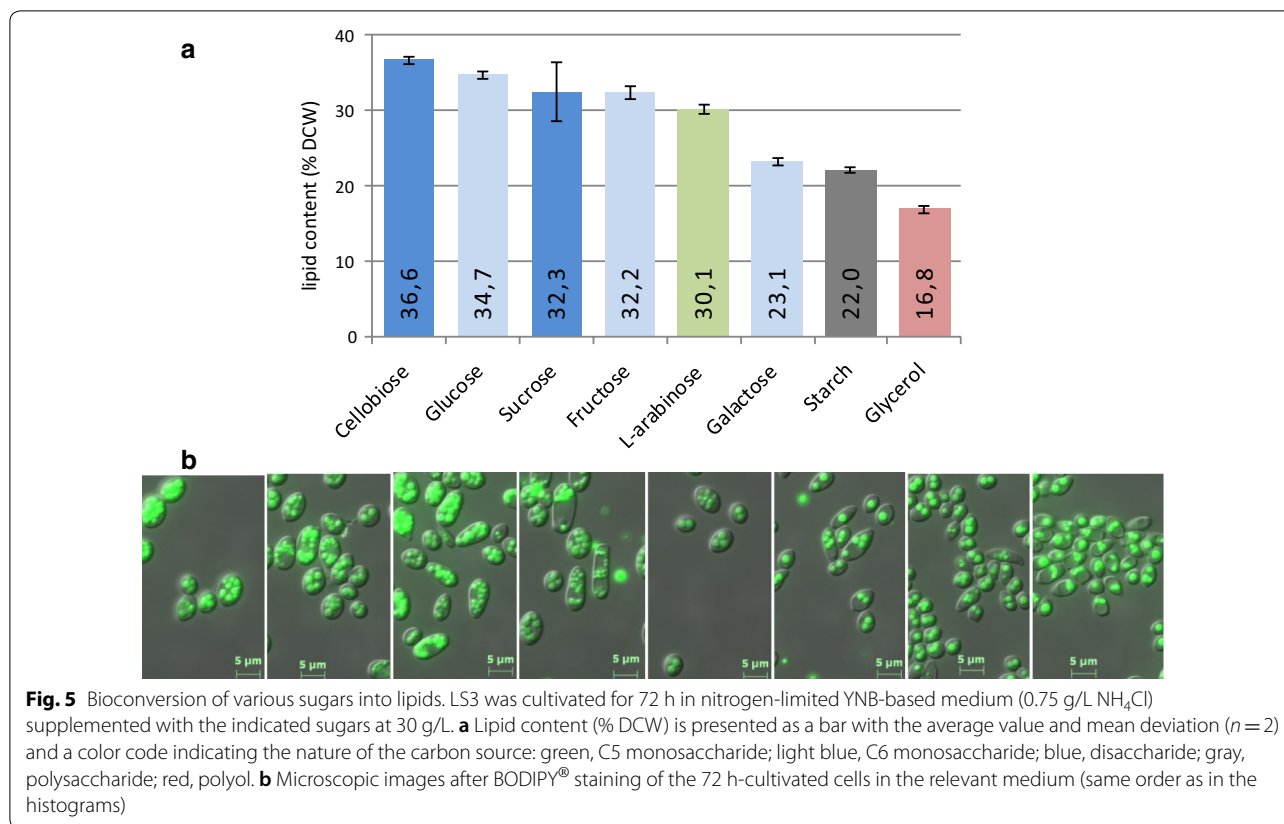 a
40
30
20
10
0
lipid content (% DCW)
36,6
34,7
32,3
32,2
30,1
23,1
22,0
16,8
Cellobiose
Glucose
Sucrose
Fructose
L-arabinose
Galactose
Starch
Glycerol
b
5 µm
5 µm
5 µm
5 µm
5 µm
5 µm
5 µm
5 µm
Fig. 5 Bioconversion of various sugars into lipids. LS3 was cultivated for 72 h in nitrogen-limited YNB-based medium (0.75 g/L NH₄Cl)
supplemented with the indicated sugars at 30 g/L. a Lipid content (% DCW) is presented as a bar with the average value and mean deviation (n = 2)
and a color code indicating the nature of the carbon source: green, C5 monosaccharide; light blue, C6 monosaccharide; blue, disaccharide; gray,
polysaccharide; red, polyol. b Microscopic images after BODIPY® staining of the 72 h-cultivated cells in the relevant medium (same order as in the
histograms)